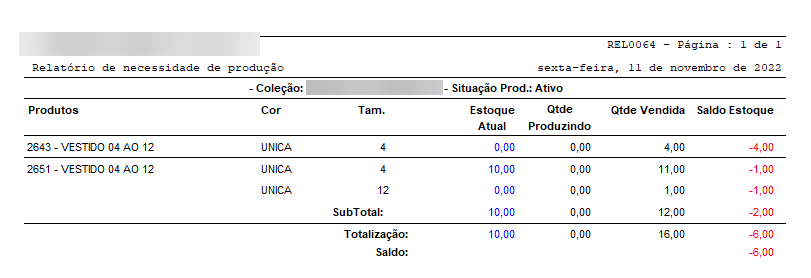 REL0064 - Página : 1 de 1
Relatório de necessidade de produção sexta-feira, 11 de novembro de 2022
- Coleção: - Situação Prod.: Ativo
Produtos Cor Tam. Estoque Atual Qtde Produzindo Qtde Vendida Saldo Estoque
2643 - VESTIDO 04 AO 12 UNICA 4 0,00 0,00 4,00 -4,00
2651 - VESTIDO 04 AO 12 UNICA 4 10,00 0,00 11,00 -1,00
UNICA 12 0,00 0,00 1,00 -1,00
SubTotal: 10,00 0,00 12,00 -2,00
Totalização: 10,00 0,00 16,00 -6,00
Saldo: -6,00